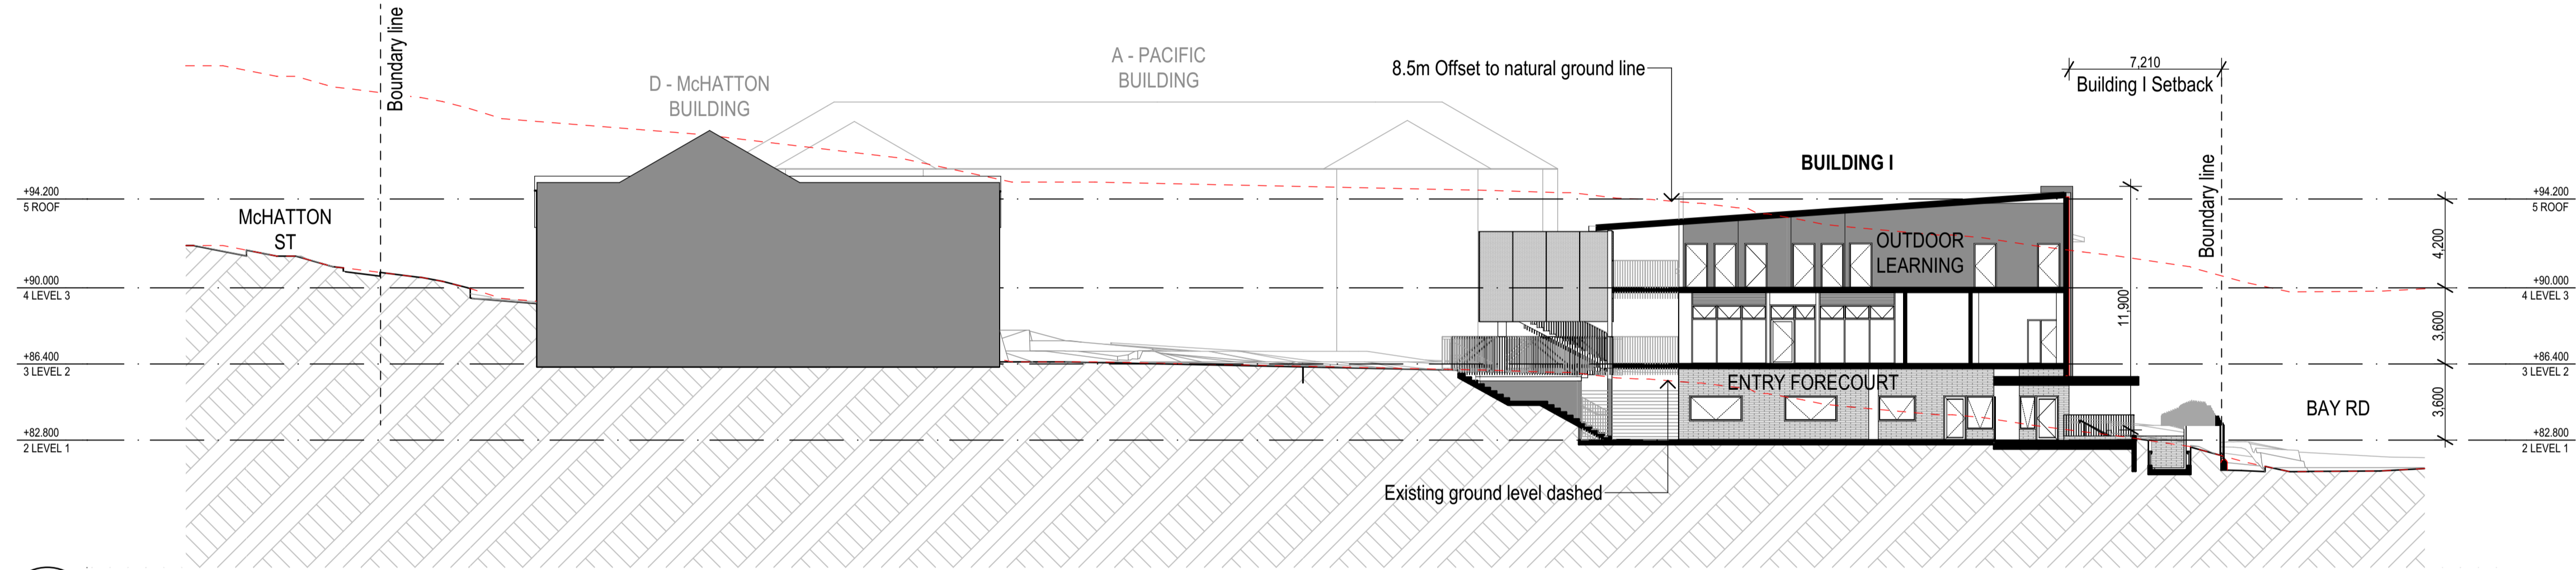 Boundary line
D - McHATTON
BUILDING
A - PACIFIC
BUILDING
8.5m Offset to natural ground line
7,210
Building I Setback
BUILDING I
Boundary line
+94.200
5 ROOF
McHATTON
ST
+94.200
5 ROOF
OUTDOOR
LEARNING
4,200
+90.000
4 LEVEL 3
11,900
+90.000
4 LEVEL 3
3,600
+86.400
3 LEVEL 2
ENTRY FORECOURT
+86.400
3 LEVEL 2
3,600
BAY RD
+82.800
2 LEVEL 1
+82.800
2 LEVEL 1
Existing ground level dashed